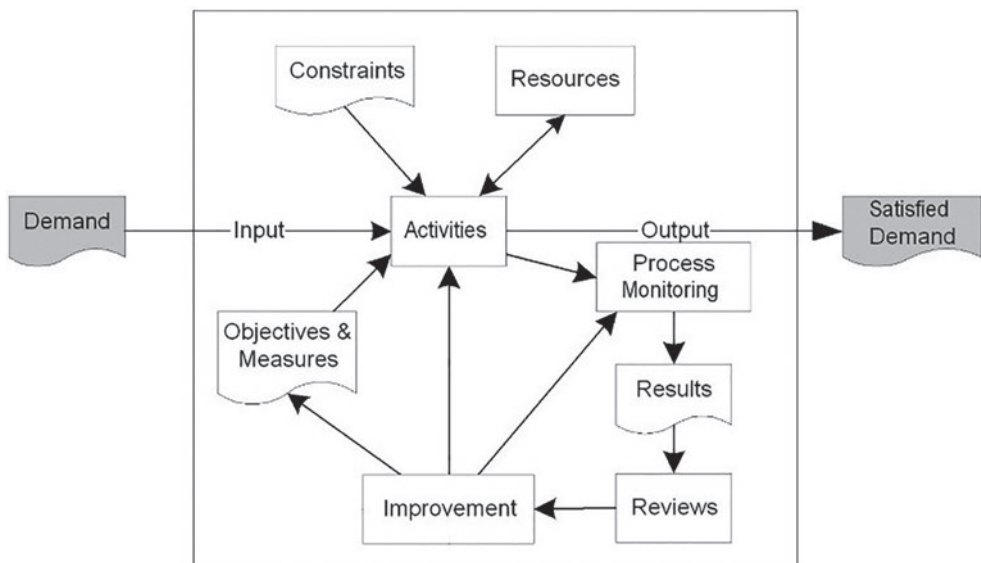 Constraints
Resources
Demand
Input
Activities
Output
Satisfied
Demand
Process
Monitoring
Objectives &
Measures
Results
Improvement
Reviews